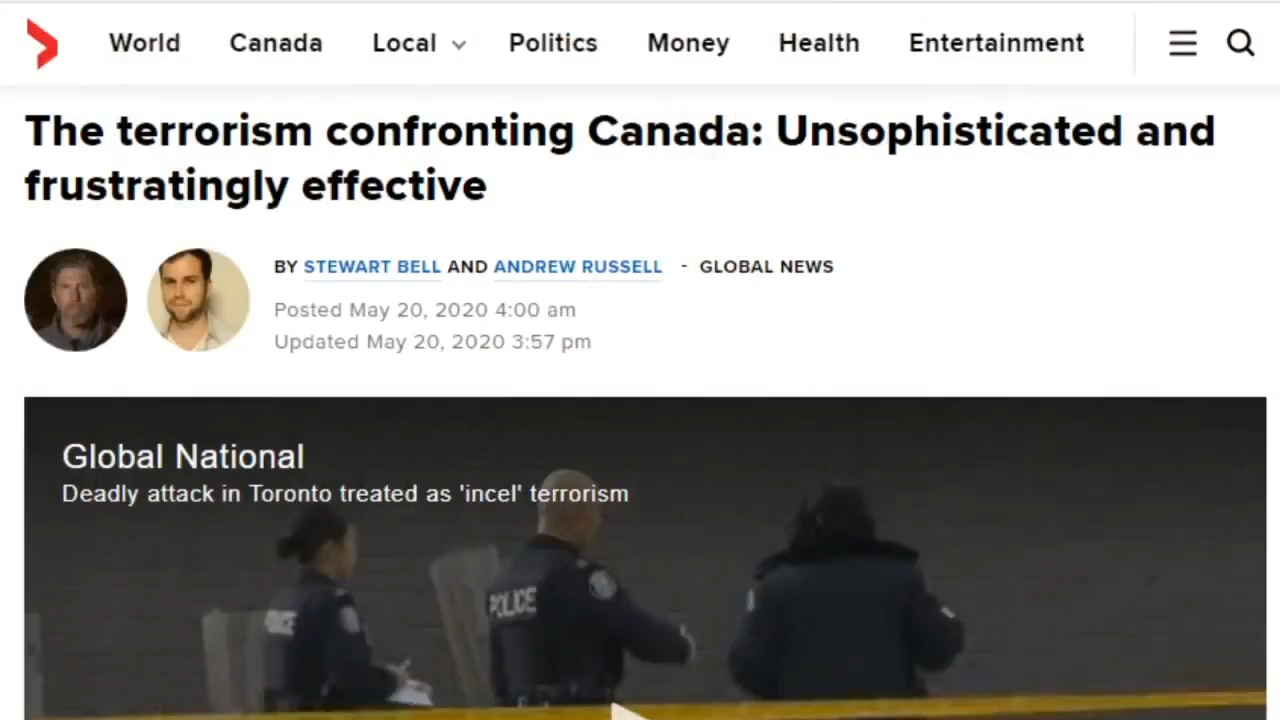 World Canada Local Politics Money Health Entertainment
The terrorism confronting Canada: Unsophisticated and
frustratingly effective
BY STEWART BELL AND ANDREW RUSSELL - GLOBAL NEWS
Posted May 20, 2020 4:00 am
Updated May 20, 2020 3:57 pm
Global National
Deadly attack in Toronto treated as 'incel' terrorism
POLICE